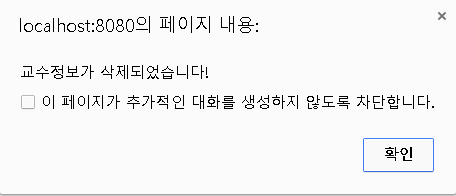 localhost:8080의 페이지 내용:
교수정보가 삭제되었습니다!
이 페이지가 추가적인 대화를 생성하지 않도록 차단합니다.
확인